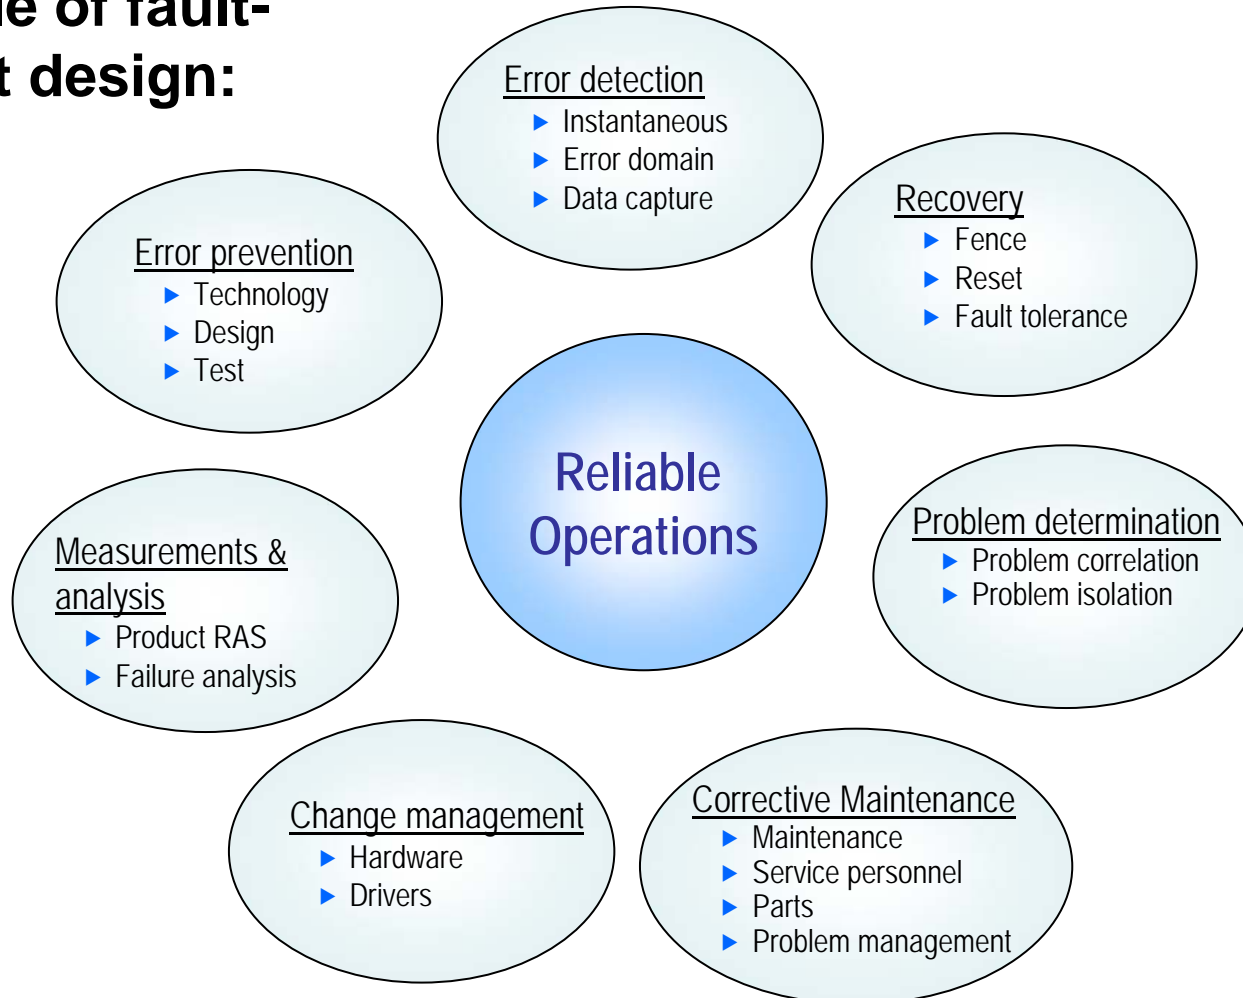 le of fault-
t design:
Error detection
Instantaneous
Error domain
Data capture
Recovery
Fence
Reset
Fault tolerance
Error prevention
Technology
Design
Test
Reliable
Operations
Problem determination
Problem correlation
Problem isolation
Measurements &
analysis
Product RAS
Failure analysis
Change management
Hardware
Drivers
Corrective Maintenance
Maintenance
Service personnel
Parts
Problem management